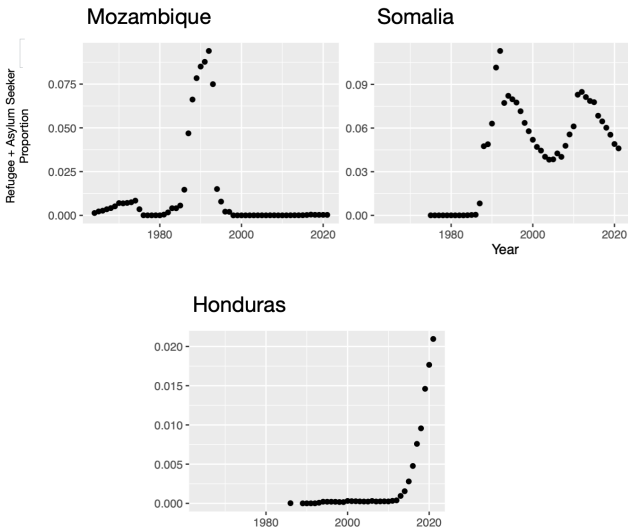 Mozambique
Refugee + Asylum Seeker
Proportion
0.075
0.050
0.025
0.000
1980 2000 2020
Somalia
0.09
0.06
0.03
0.00
1980 2000 2020
Year
Honduras
0.020
0.015
0.010
0.005
0.000
1980 2000 2020